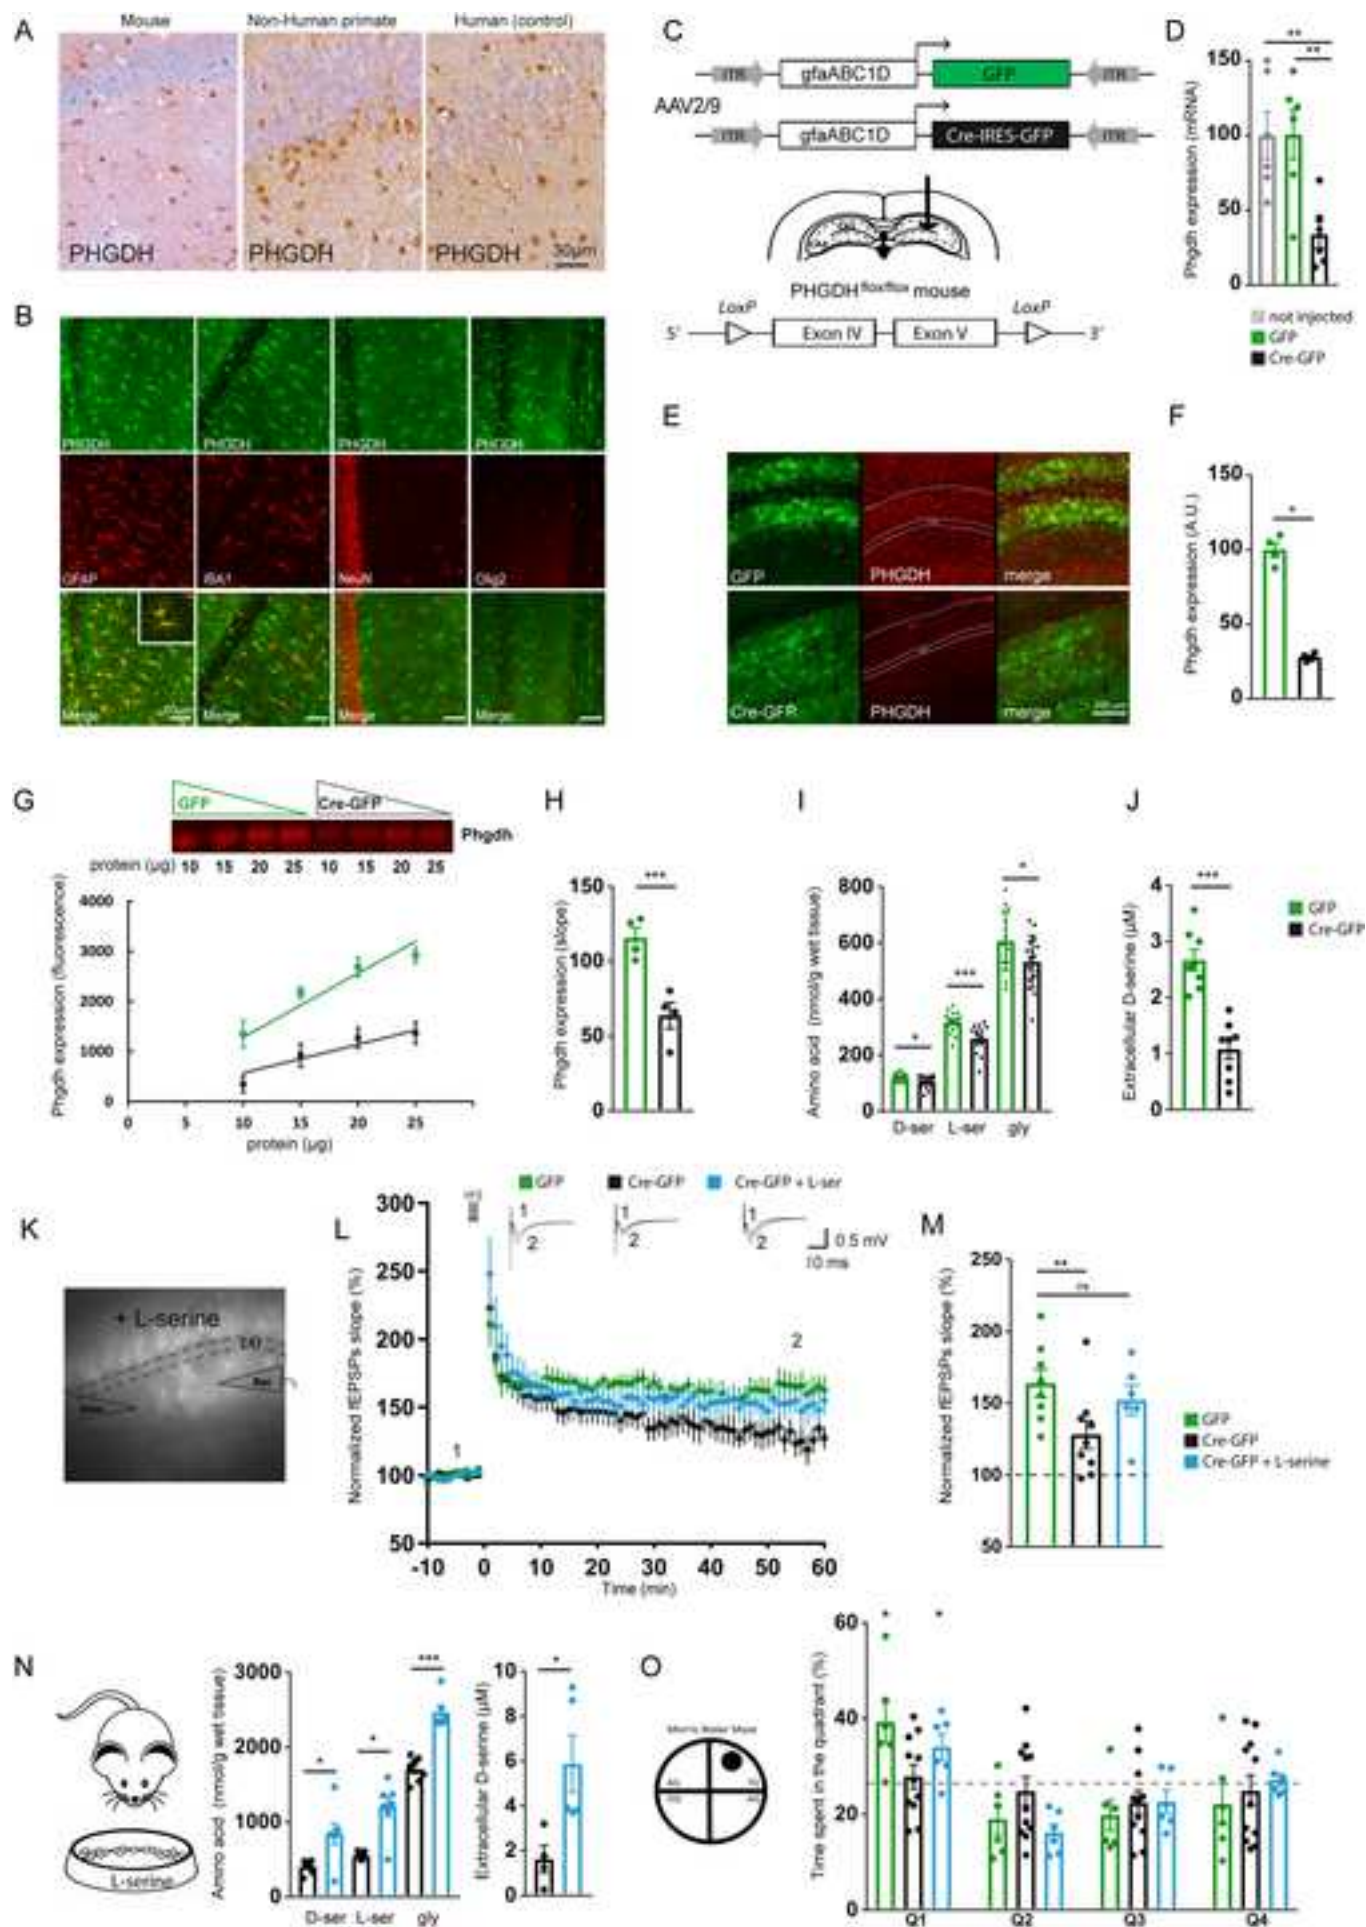 A
Mouse
Non-Human primate
Human (control)
PHGDH
PHGDH
PHGDH
30µm
B
PHGDH
PHGDH
PHGDH
PHGDH
GFAP
IBA1
NeuN
Olig2
Merge
Merge
Merge
Merge
C
ITR
gfaABC1D
GFP
ITR
AAV2/9
ITR
gfaABC1D
Cre-IRES-GFP
ITR
PHGDH flox/flox mouse
LoxP
LoxP
5'
Exon IV
Exon V
3'
D
**
**
Phgdh expression (mRNA)
150
100
50
0
not injected
GFP
Cre-GFP
E
GFP
PHGDH
merge
Cre-GFP
PHGDH
merge
F
*
Phgdh expression (A.U.)
150
100
50
0
G
GFP
Cre-GFP
Phgdh
protein (µg)
10 15 20 25 10 15 20 25
Phgdh expression (fluorescence)
4000
3000
2000
1000
0
0 5 10 15 20 25
protein (µg)
H
***
Phgdh expression (slope)
150
100
50
0
I
*
***
*
Amino acid (nmol/g wet tissue)
800
600
400
200
0
D-ser L-ser gly
J
***
Extracellular D-serine (µM)
4
3
2
1
0
GFP
Cre-GFP
K
+ L-serine
CA1
L
GFP
Cre-GFP
Cre-GFP + L-ser
HFS
1
2
1
2
1
2
0.5 mV
10 ms
Normalized fEPSPs slope (%)
300
250
200
150
100
50
1
2
-10 0 10 20 30 40 50 60
Time (min)
M
**
ns
Normalized fEPSPs slope (%)
250
200
150
100
50
GFP
Cre-GFP
Cre-GFP + L-serine
N
L-serine
*
*
***
Amino acid (nmol/g wet tissue)
3000
2000
1000
0
D-ser L-ser gly
*
Extracellular D-serine (µM)
10
8
6
4
2
0
O
Morris Water Maze
*
*
Time spent in the quadrant (%)
60
40
20
0
Q1 Q2 Q3 Q4